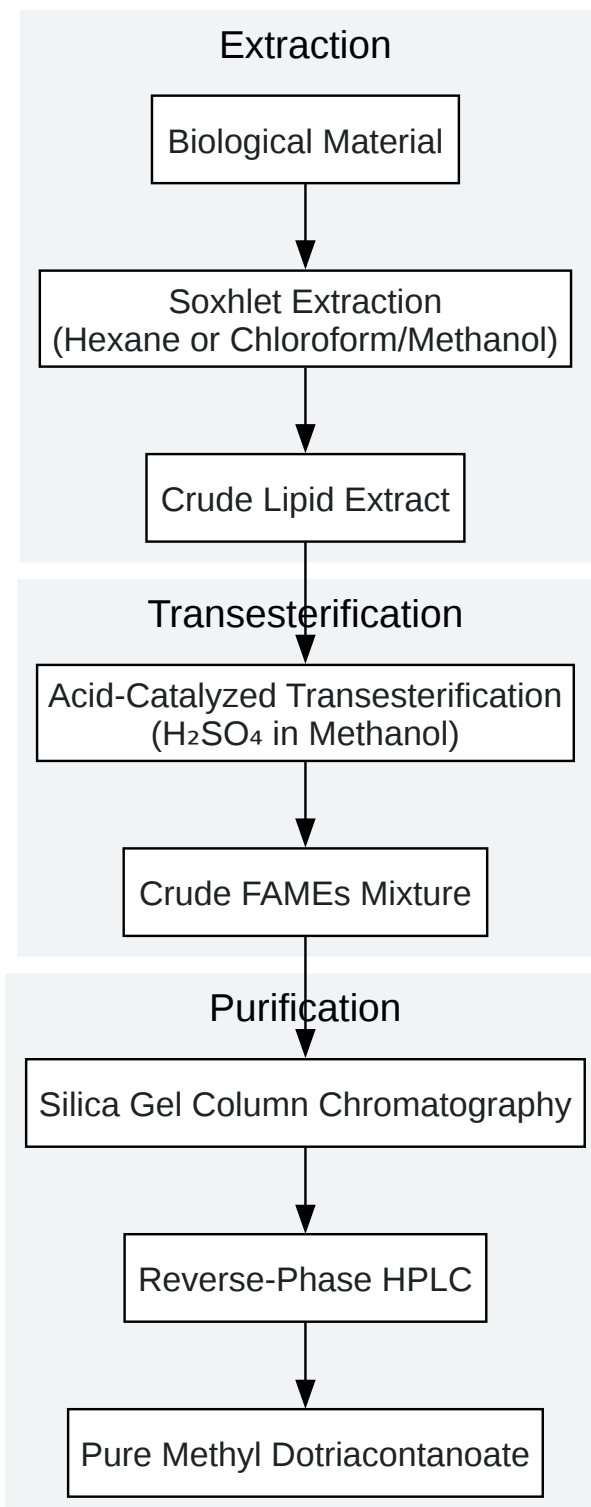 Extraction
Biological Material
Soxhlet Extraction
(Hexane or Chloroform/Methanol)
Crude Lipid Extract
Transesterification
Acid-Catalyzed Transesterification
(H₂SO₄ in Methanol)
Crude FAMEs Mixture
Purification
Silica Gel Column Chromatography
Reverse-Phase HPLC
Pure Methyl Dotriacontanoate